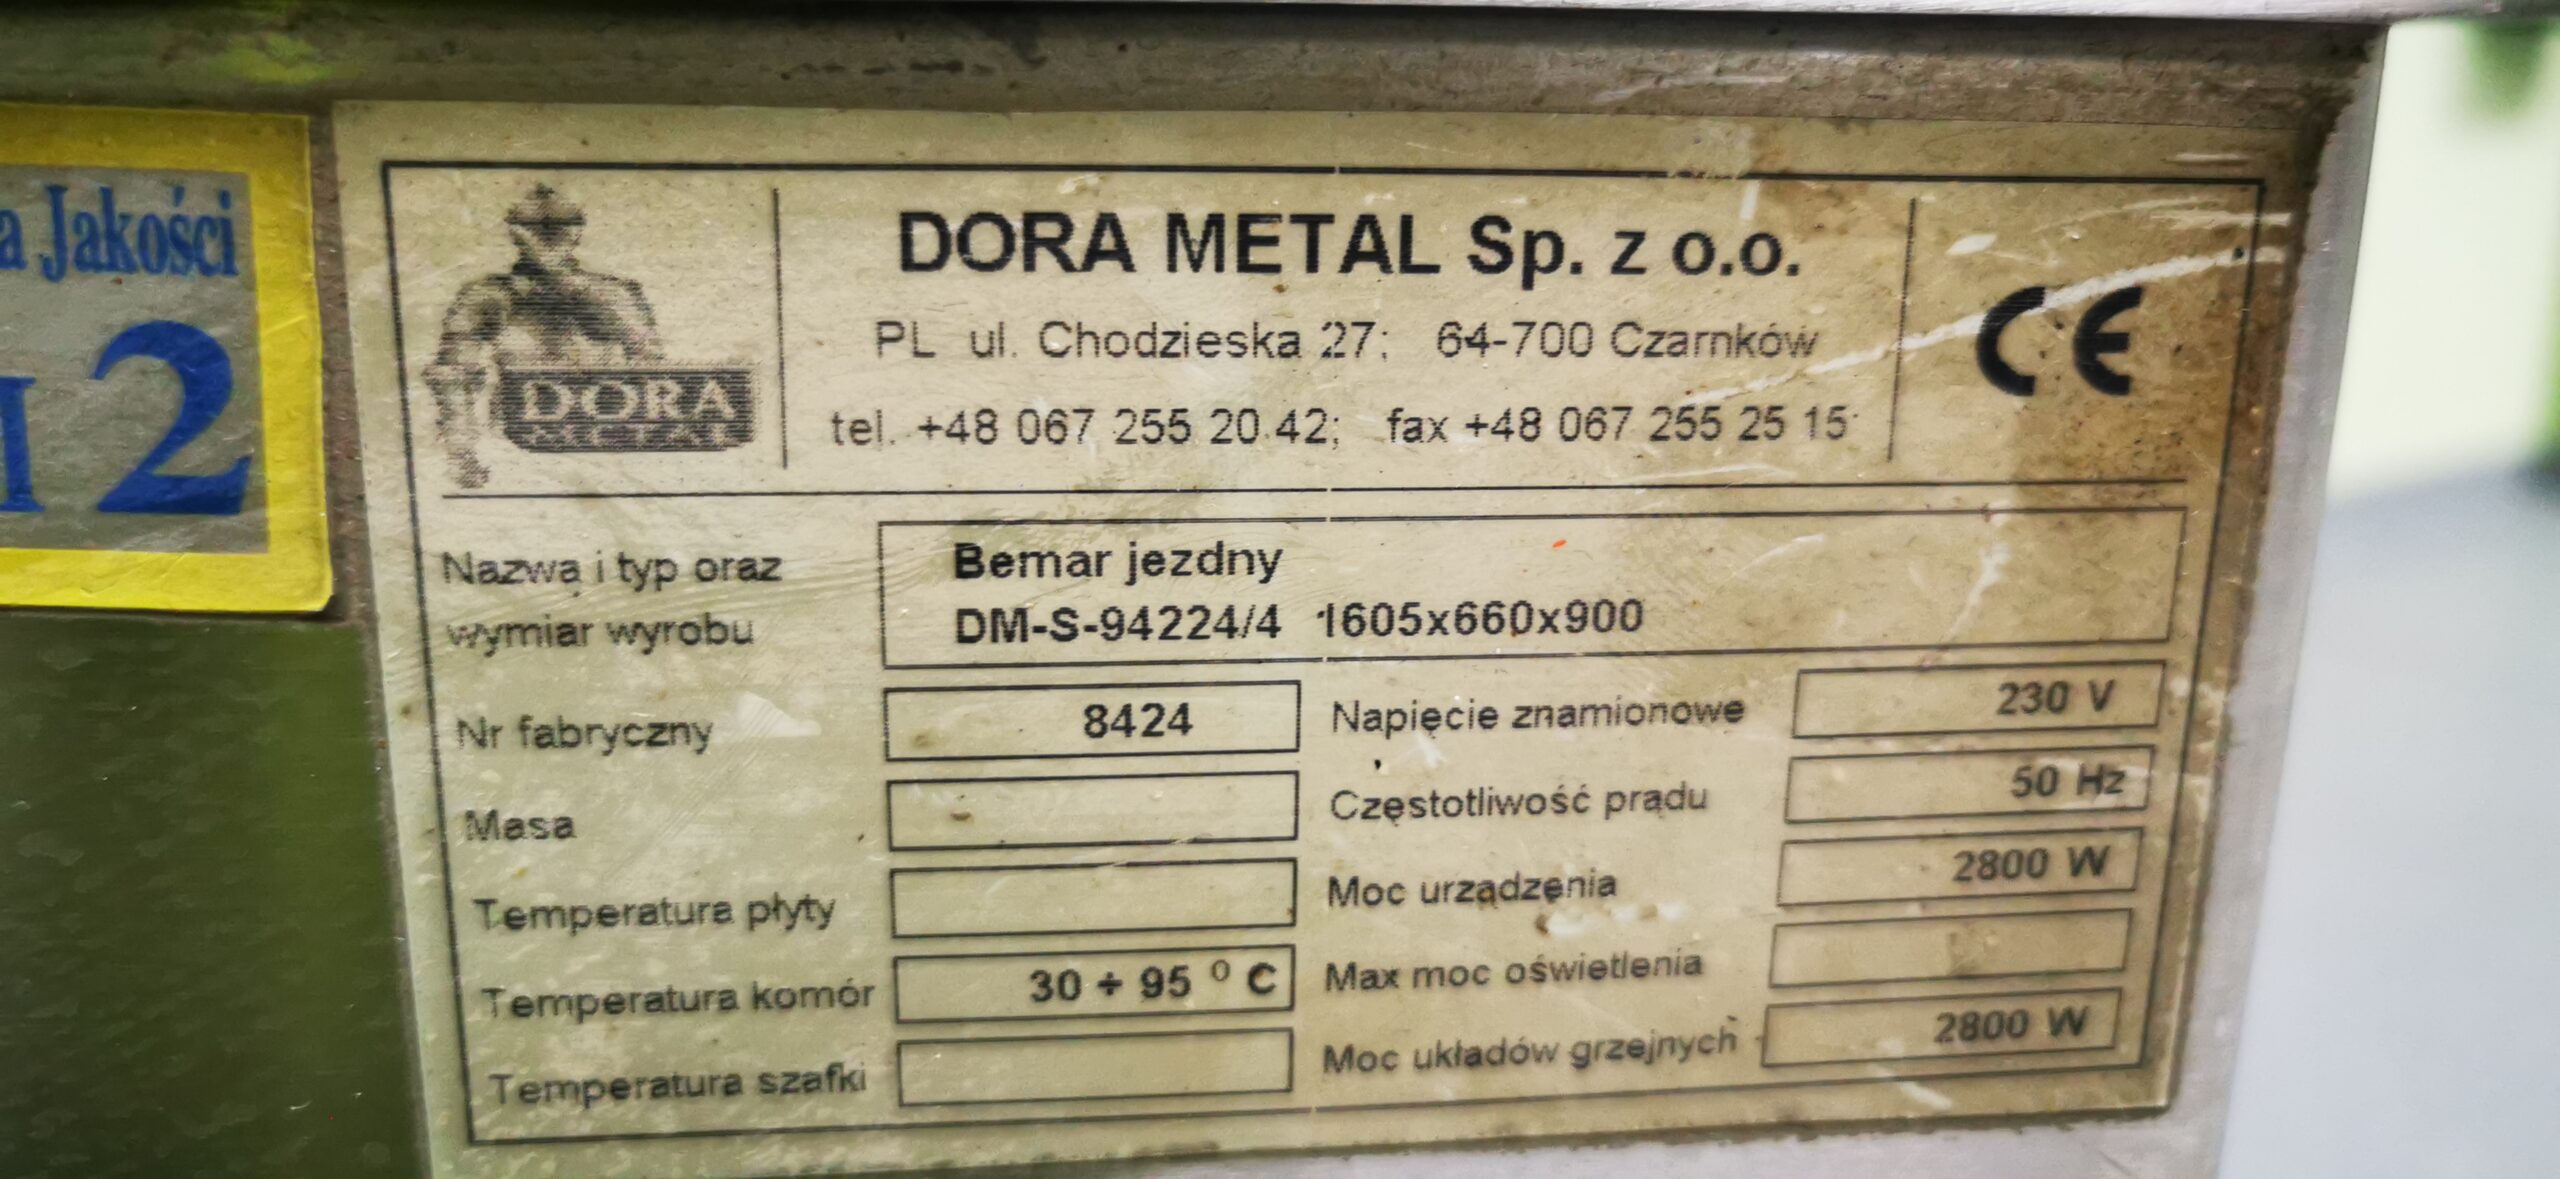 a Jakości
I 2
DORA
METAL
DORA METAL Sp. z o.o.
PL ul. Chodzieska 27; 64-700 Czarnków
tel. +48 067 255 20 42; fax +48 067 255 25 15
CE
Nazwa i typ oraz
wymiar wyrobu
Bemar jezdny
DM-S-94224/4 1605x660x900
Nr fabryczny 8424
Masa
Temperatura płyty
Temperatura komór 30 ÷ 95 °C
Temperatura szafki
Napięcie znamionowe 230 V
Częstotliwość prądu 50 Hz
Moc urządzenia 2800 W
Max moc oświetlenia
Moc układów grzejnych 2800 W